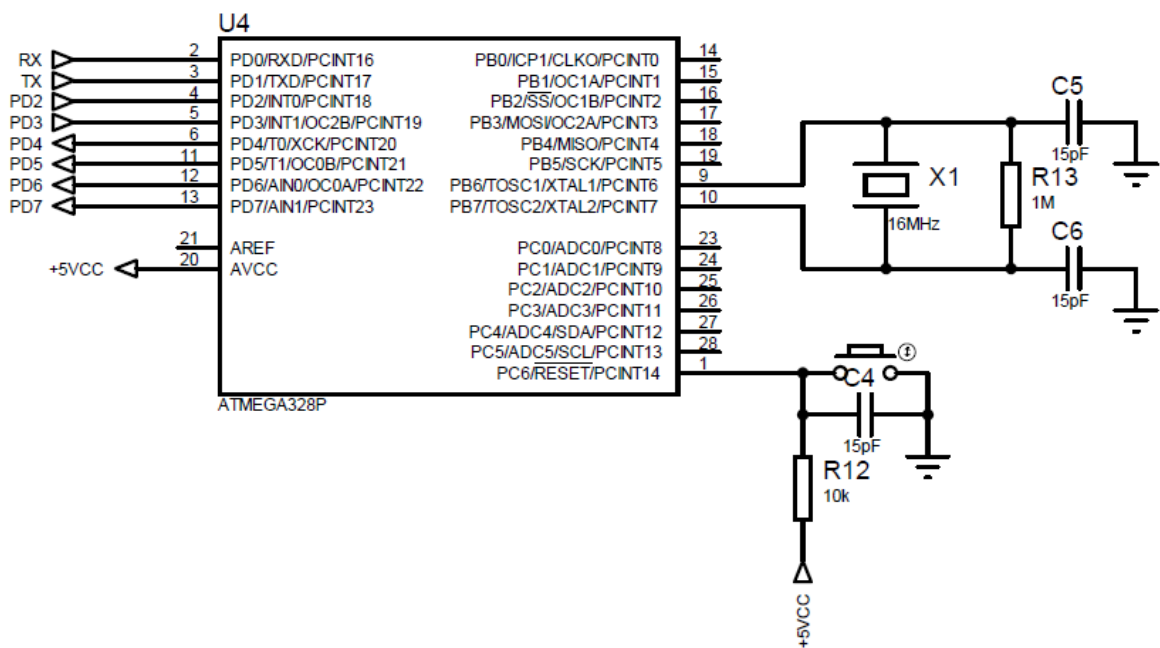 U4
RX 2 PD0/RXD/PCINT16 PB0/ICP1/CLKO/PCINT0 14
TX 3 PD1/TXD/PCINT17 PB1/OC1A/PCINT1 15
PD2 4 PD2/INT0/PCINT18 PB2/SS/OC1B/PCINT2 16
PD3 5 PD3/INT1/OC2B/PCINT19 PB3/MOSI/OC2A/PCINT3 17
PD4 6 PD4/T0/XCK/PCINT20 PB4/MISO/PCINT4 18
PD5 11 PD5/T1/OC0B/PCINT21 PB5/SCK/PCINT5 19
PD6 12 PD6/AIN0/OC0A/PCINT22 PB6/TOSC1/XTAL1/PCINT6 9
PD7 13 PD7/AIN1/PCINT23 PB7/TOSC2/XTAL2/PCINT7 10
21 AREF PC0/ADC0/PCINT8 23
+5VCC 20 AVCC PC1/ADC1/PCINT9 24
PC2/ADC2/PCINT10 25
PC3/ADC3/PCINT11 26
PC4/ADC4/SDA/PCINT12 27
PC5/ADC5/SCL/PCINT13 28
PC6/RESET/PCINT14 1
ATMEGA328P
C5
15pF
X1
16MHz
R13
1M
C6
15pF
C4
15pF
R12
10k
+5VCC